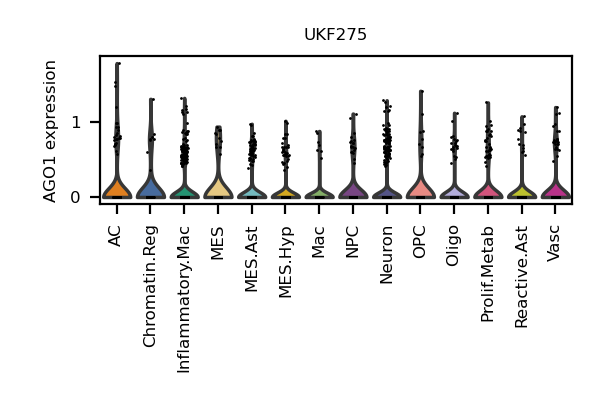 UKF275
AGO1 expression
1
0
AC
Chromatin.Reg
Inflammatory.Mac
MES
MES.Ast
MES.Hyp
Mac
NPC
Neuron
OPC
Oligo
Prolif.Metab
Reactive.Ast
Vasc